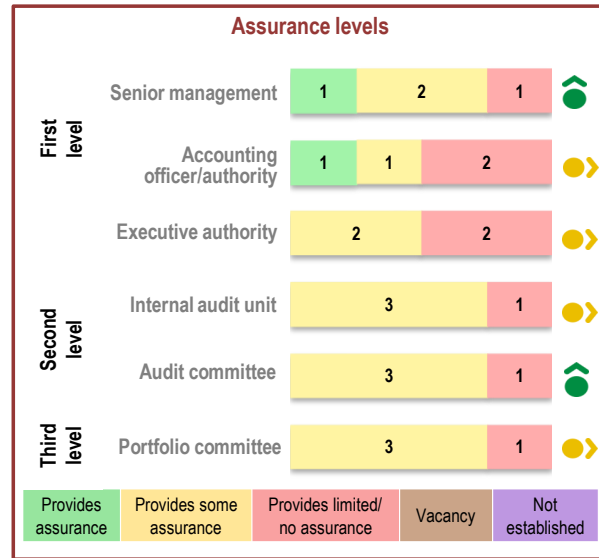 Assurance levels
First
level
Senior management
1 2 1
Accounting
officer/authority
1 1 2
Executive authority
2 2
Second
level
Internal audit unit
3 1
Audit committee
3 1
Third
level
Portfolio committee
3 1
Provides
assurance
Provides some
assurance
Provides limited/
no assurance
Vacancy
Not
established